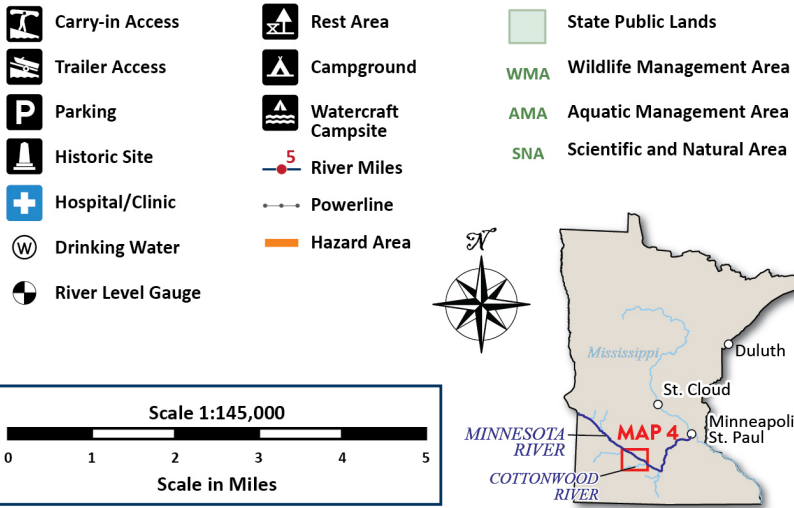 Carry-in Access
Trailer Access
P
Parking
Historic Site
Hospital/Clinic
W
Drinking Water
River Level Gauge
Rest Area
Campground
Watercraft
Campsite
5
River Miles
Powerline
Hazard Area
State Public Lands
WMA Wildlife Management Area
AMA Aquatic Management Area
SNA Scientific and Natural Area
N
Mississippi
Duluth
St. Cloud
Minneapoli
St. Paul
MAP 4
MINNESOTA
RIVER
COTTONWOOD
RIVER
Scale 1:145,000
0 1 2 3 4 5
Scale in Miles